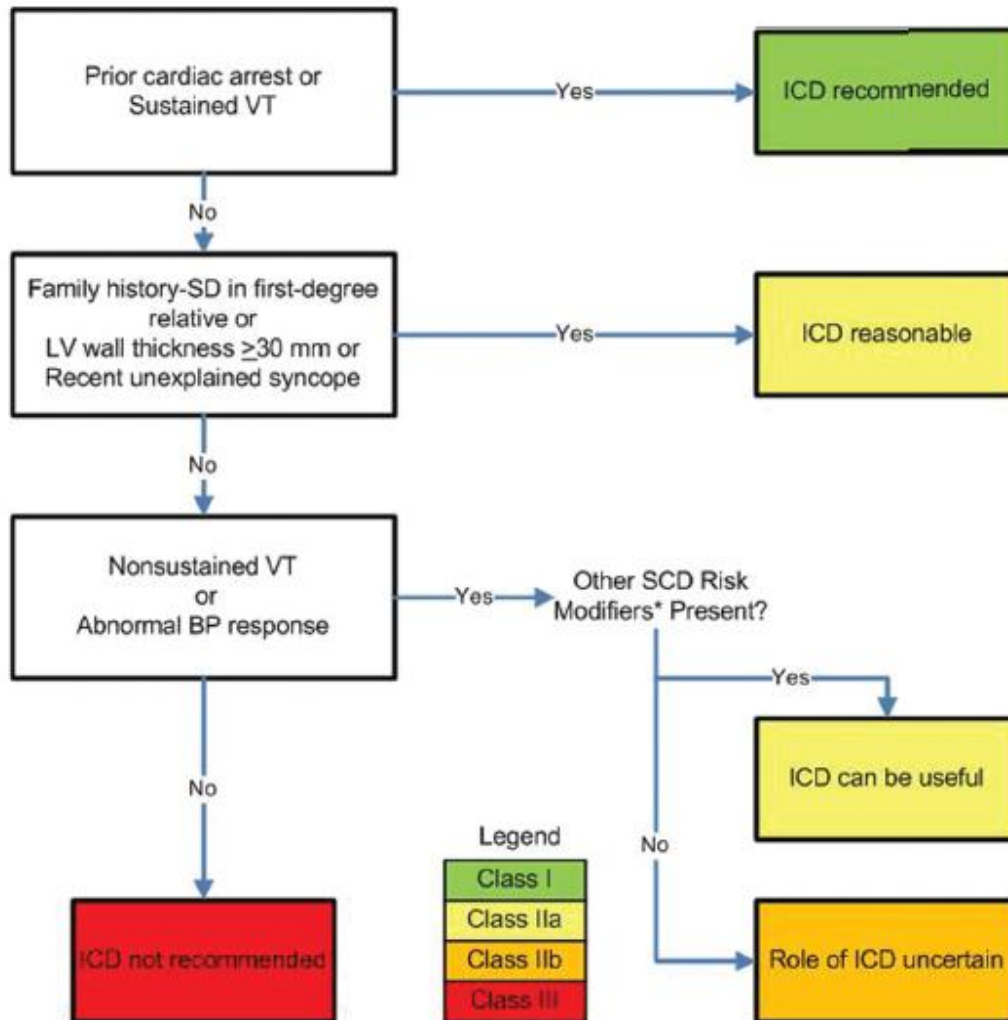 Prior cardiac arrest or
Sustained VT
Yes
ICD recommended
No
Family history-SD in first-degree
relative or
LV wall thickness ≥30 mm or
Recent unexplained syncope
Yes
ICD reasonable
No
Nonsustained VT
or
Abnormal BP response
Yes
Other SCD Risk
Modifiers* Present?
Yes
ICD can be useful
No
No
Legend
Class I
Class IIa
Class IIb
Class III
ICD not recommended
Role of ICD uncertain